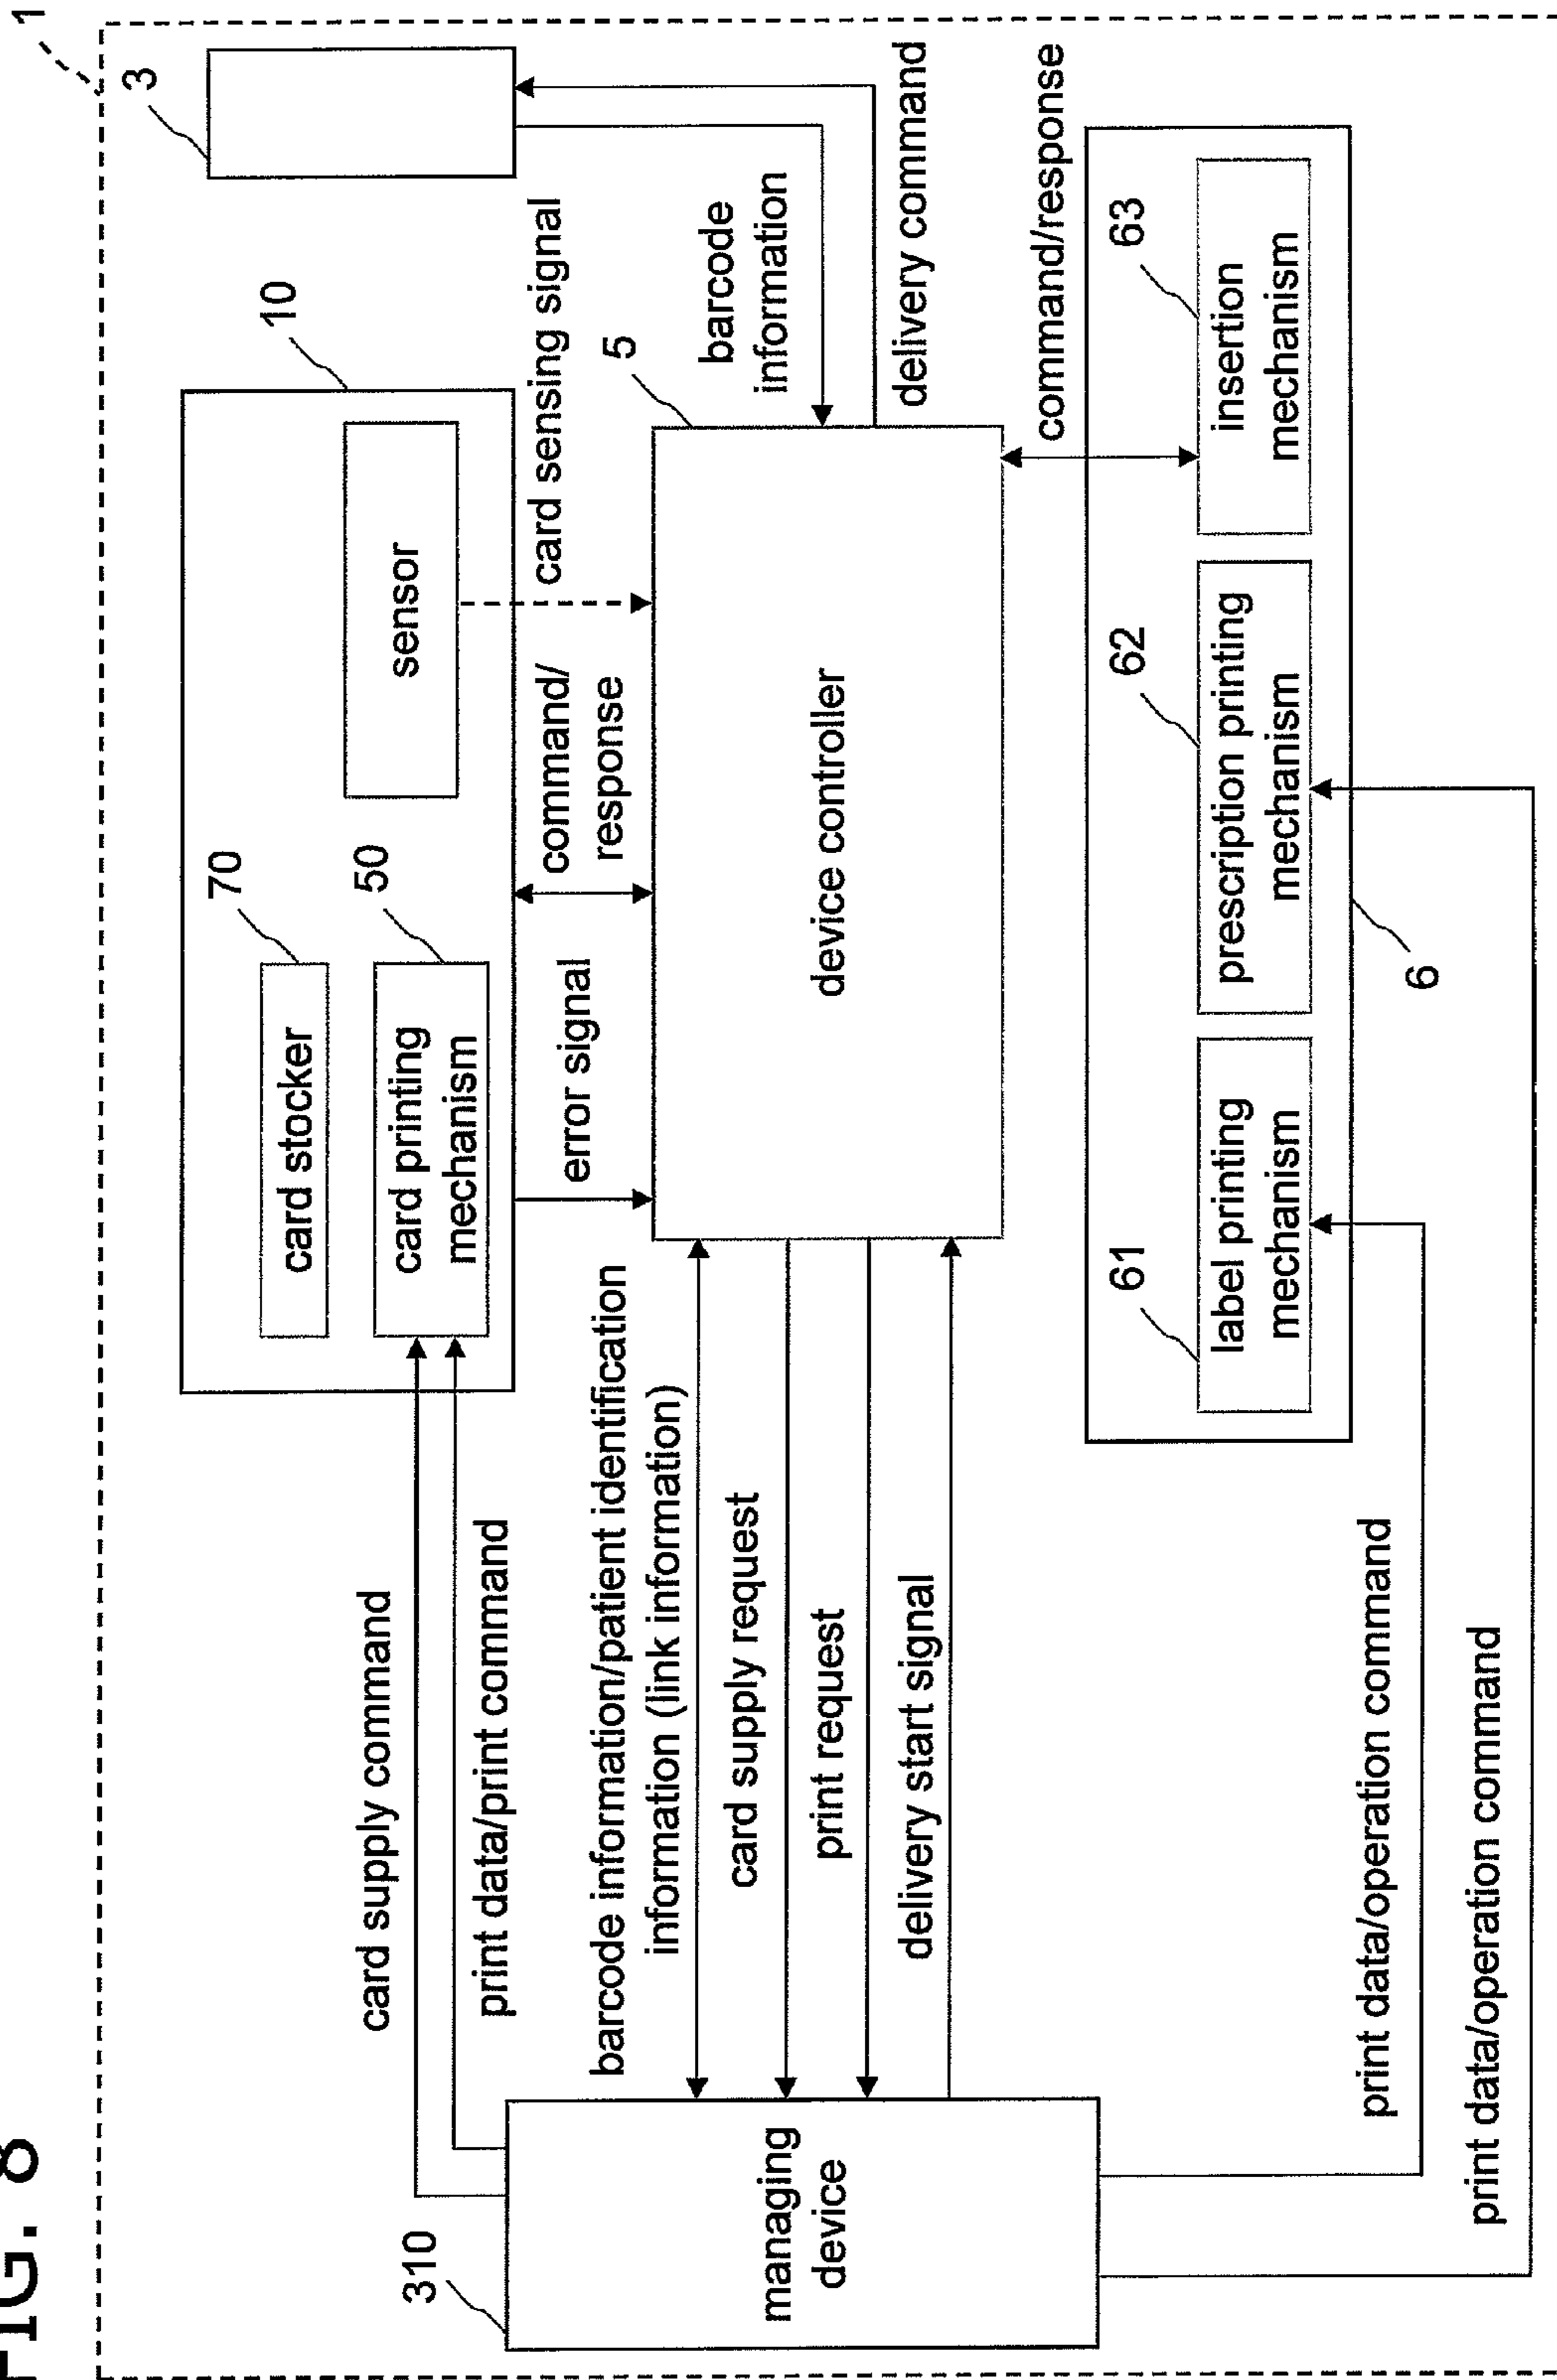 FIG. 8
1
3
10
card stocker
70
card printing
mechanism
50
sensor
card supply command
print data/print command
error signal
command/
response
card sensing signal
5
barcode
information
delivery command
310
managing
device
barcode information/patient identification
information (link information)
card supply request
print request
delivery start signal
device controller
command/response
61
label printing
mechanism
62
prescription printing
mechanism
63
insertion
mechanism
6
print data/operation command
print data/operation command